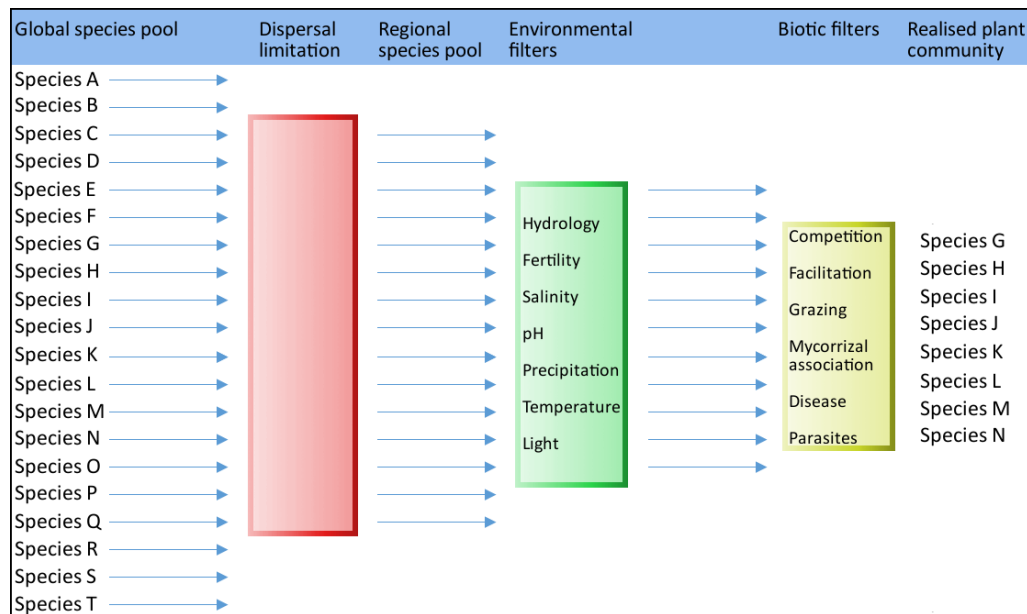 Global species pool
Dispersal
limitation
Regional
species pool
Environmental
filters
Biotic filters
Realised plant
community
Species A
Species B
Species C
Species D
Species E
Species F
Species G
Species H
Species I
Species J
Species K
Species L
Species M
Species N
Species O
Species P
Species Q
Species R
Species S
Species T
Hydrology
Fertility
Salinity
pH
Precipitation
Temperature
Light
Competition
Facilitation
Grazing
Mycorrizal
association
Disease
Parasites
Species G
Species H
Species I
Species J
Species K
Species L
Species M
Species N